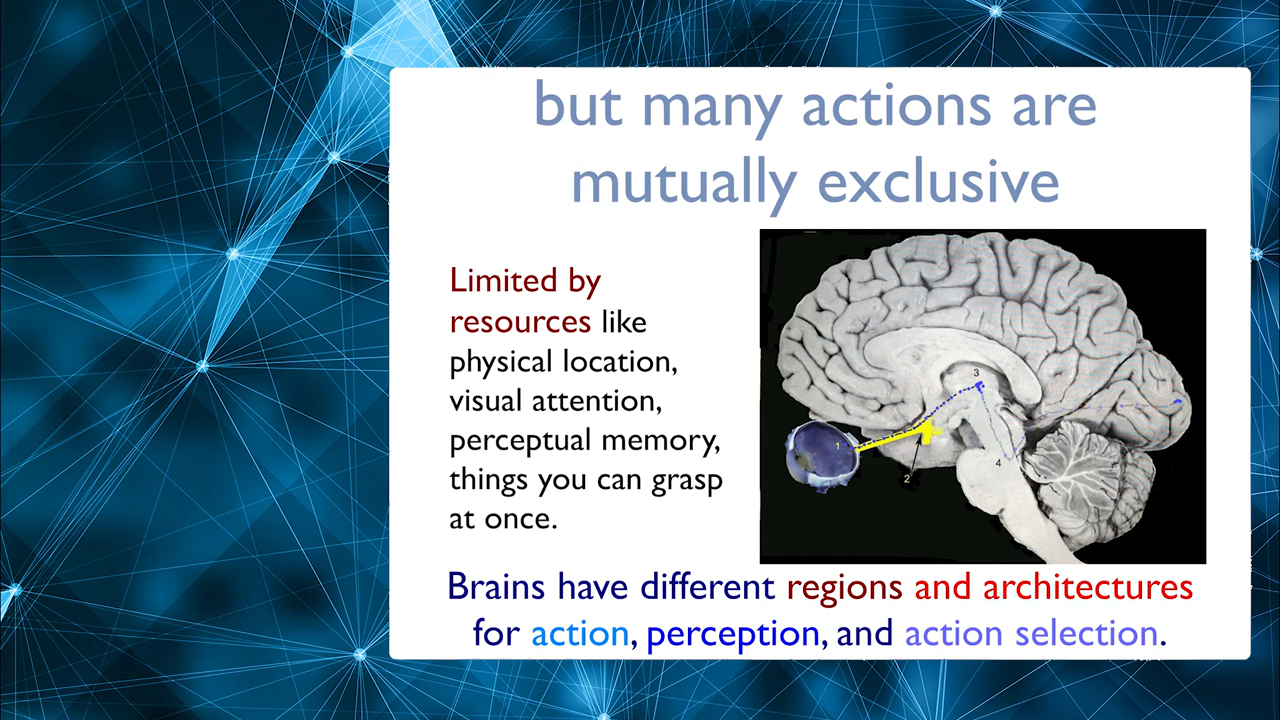 but many actions are
mutually exclusive
Limited by
resources like
physical location,
visual attention,
perceptual memory,
things you can grasp
at once.
3
1
4
2
Brains have different regions and architectures
for action, perception, and action selection.